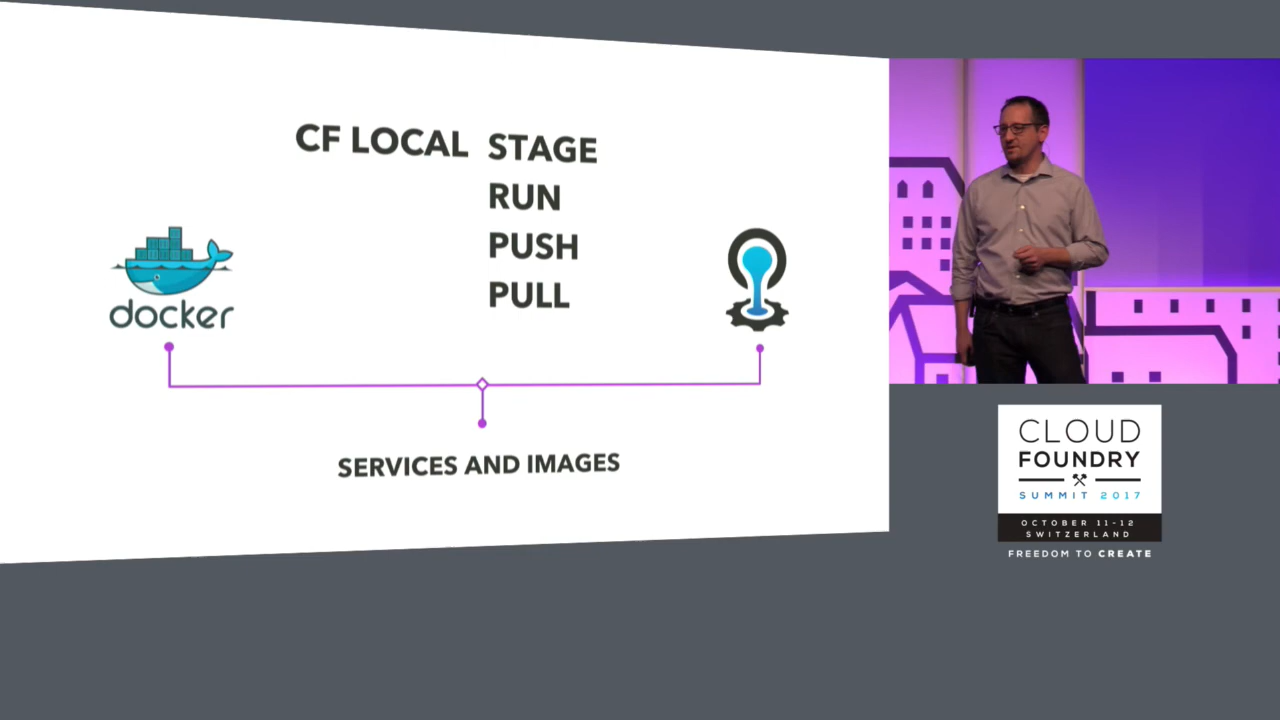 CF LOCAL STAGE
RUN
PUSH
PULL
docker
SERVICES AND IMAGES
CLOUD
FOUNDRY
SUMMIT 2017
OCTOBER 11-12
SWITZERLAND
FREEDOM TO CREATE